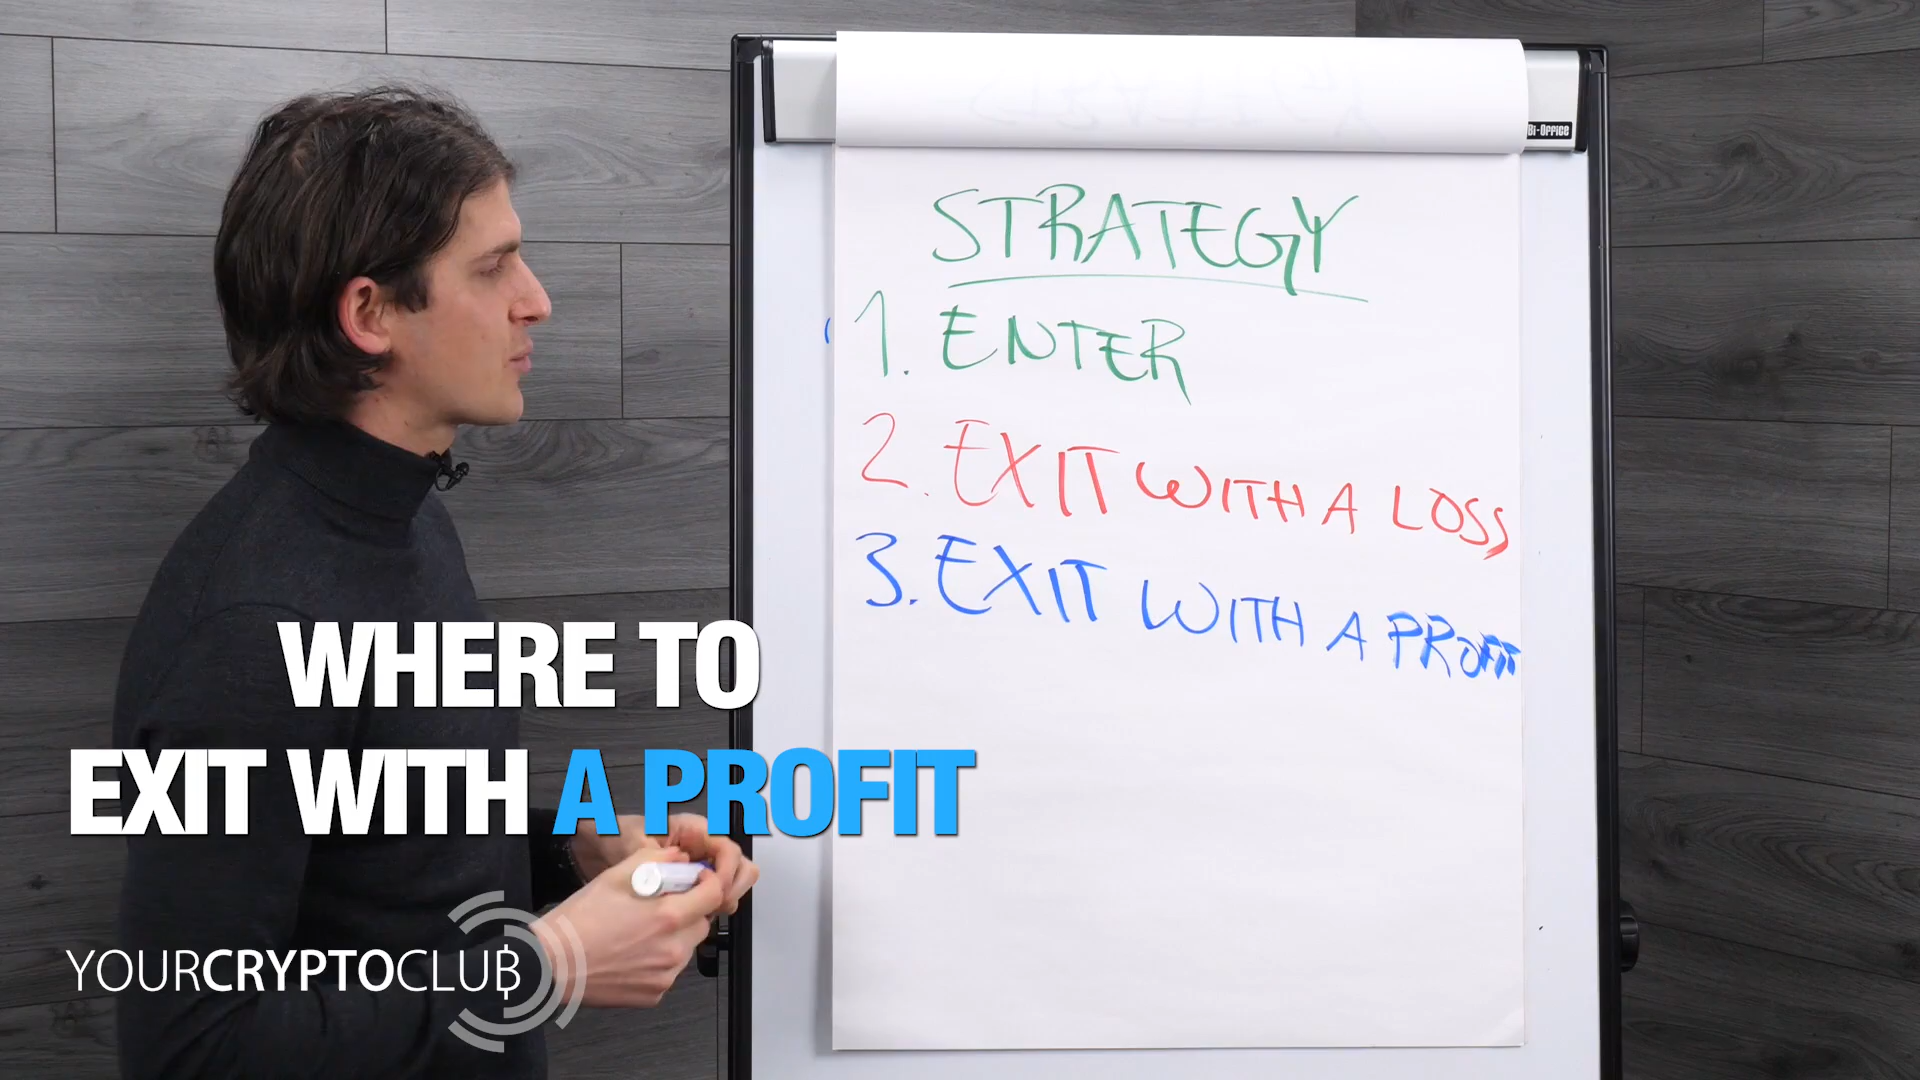 Bi-Office
STRATEGY
1. ENTER
2. EXIT WITH A LOSS
3. EXIT WITH A PROFIT
WHERE TO
EXIT WITH A PROFIT
YOURCRYPTOCLUB